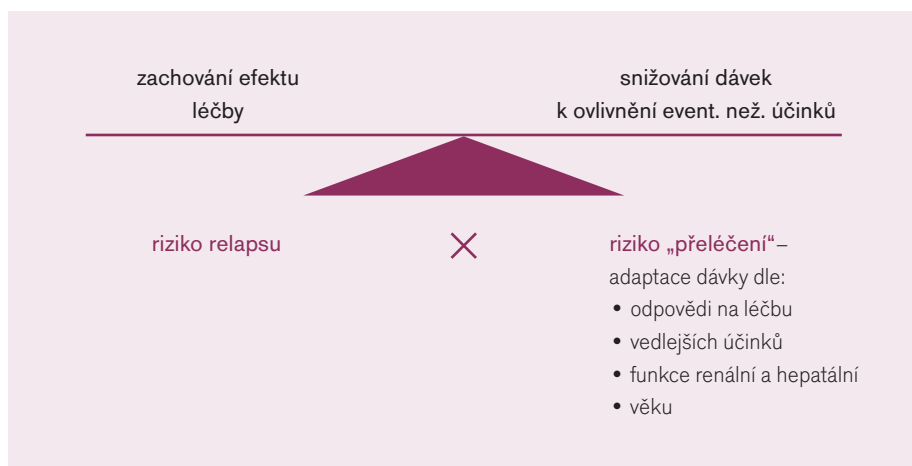 zachování efektu
léčby
snižování dávek
k ovlivnění event. než. účinků
riziko relapsu
riziko „přeléčení“–
adaptace dávky dle:
• odpovědi na léčbu
• vedlejších účinků
• funkce renální a hepatální
• věku